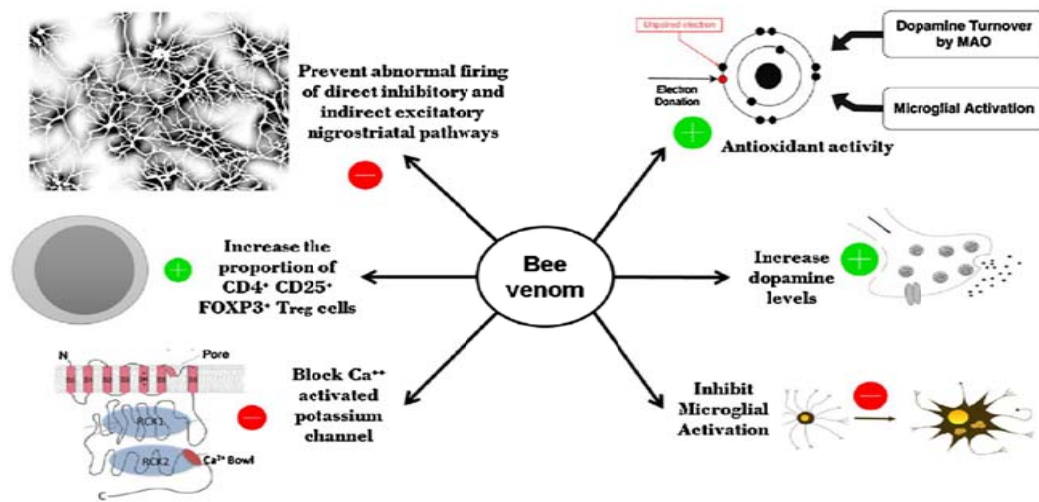 Prevent abnormal firing
of direct inhibitory and
indirect excitatory
nigrostriatal pathways
Unpaired electron
Electron
Donation
Dopamine Turnover
by MAO
Microglial Activation
Antioxidant activity
Increase the
proportion of
CD4⁺ CD25⁺
FOXP3⁺ Treg cells
Bee
venom
Increase
dopamine
levels
N
Pore
RCK1
RCK2
Ca²⁺ Bowl
C
Block Ca⁺⁺
activated
potassium
channel
Inhibit
Microglial
Activation